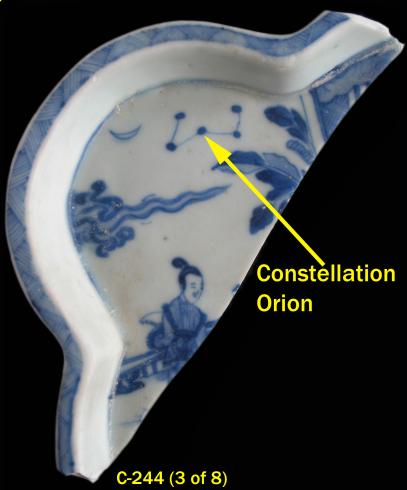 Constellation
Orion
C-244 (3 of 8)